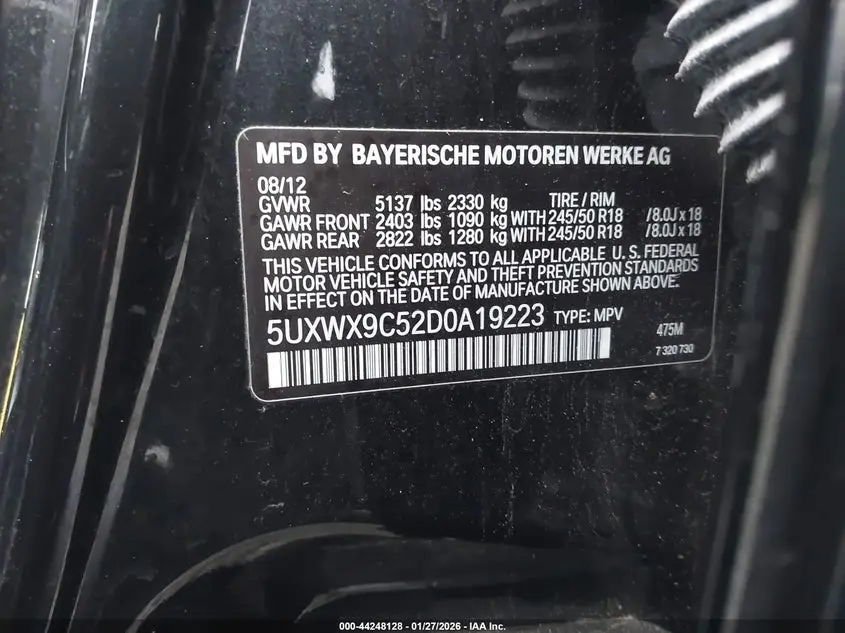 MFD BY BAYERISCHE MOTOREN WERKE AG
08/12
GVWR 5137 lbs 2330 kg TIRE / RIM
GAWR FRONT 2403 lbs 1090 kg WITH 245/50 R18 /8.0J x 18
GAWR REAR 2822 lbs 1280 kg WITH 245/50 R18 /8.0J x 18
THIS VEHICLE CONFORMS TO ALL APPLICABLE U. S. FEDERAL
MOTOR VEHICLE SAFETY AND THEFT PREVENTION STANDARDS
IN EFFECT ON THE DATE OF MANUFACTURE SHOWN ABOVE.
5UXWX9C52D0A19223 TYPE: MPV
475M
7 320 730
000-44248128 - 01/27/2026 - IAA Inc.